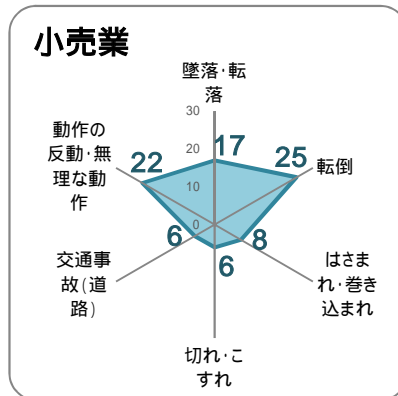 小売業
墜落･転
落
30
20
10
0
17
25
転倒
8
はさま
れ･巻き
込まれ
6
切れ･こ
すれ
6
交通事
故(道
路)
22
動作の
反動･無
理な動
作